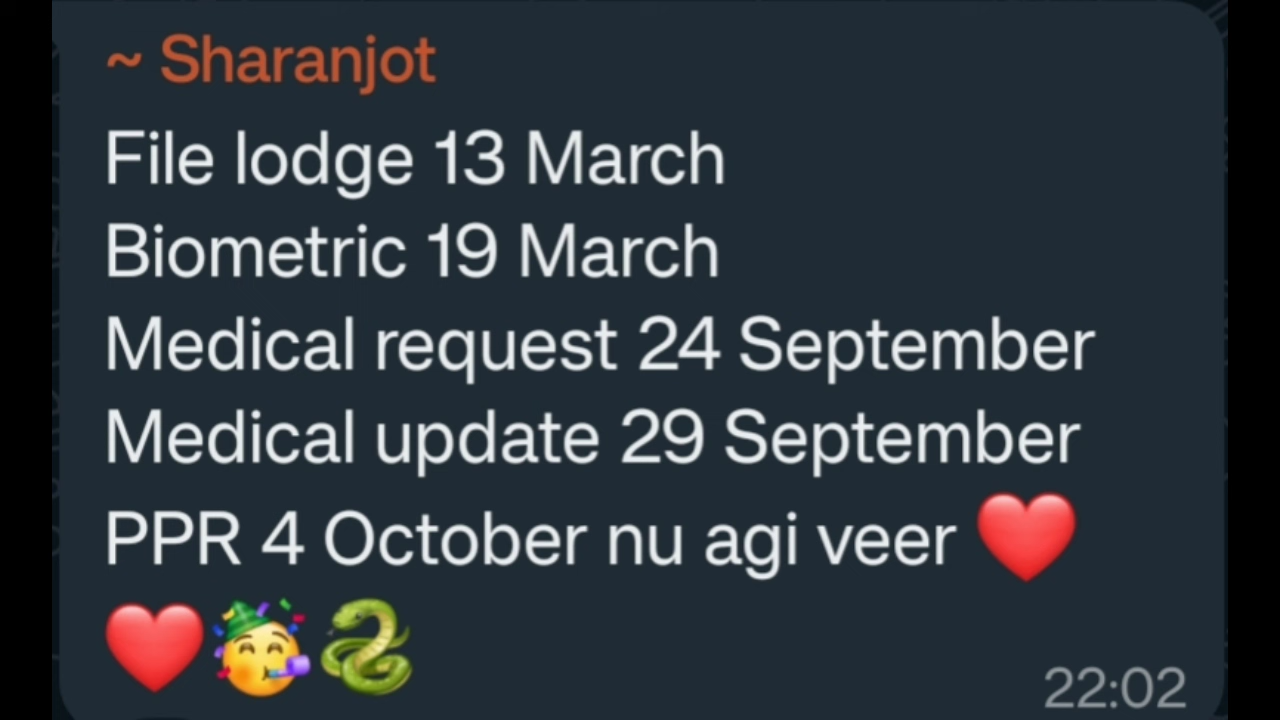 ~ Sharanjot
File lodge 13 March
Biometric 19 March
Medical request 24 September
Medical update 29 September
PPR 4 October nu agi veer ❤️
❤️🥳🐍
22:02